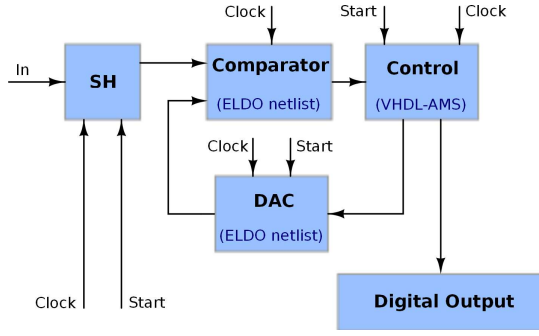 Clock
Start
Clock
In
SH
Comparator
(ELDO netlist)
Control
(VHDL-AMS)
Clock
Start
DAC
(ELDO netlist)
Clock
Start
Digital Output